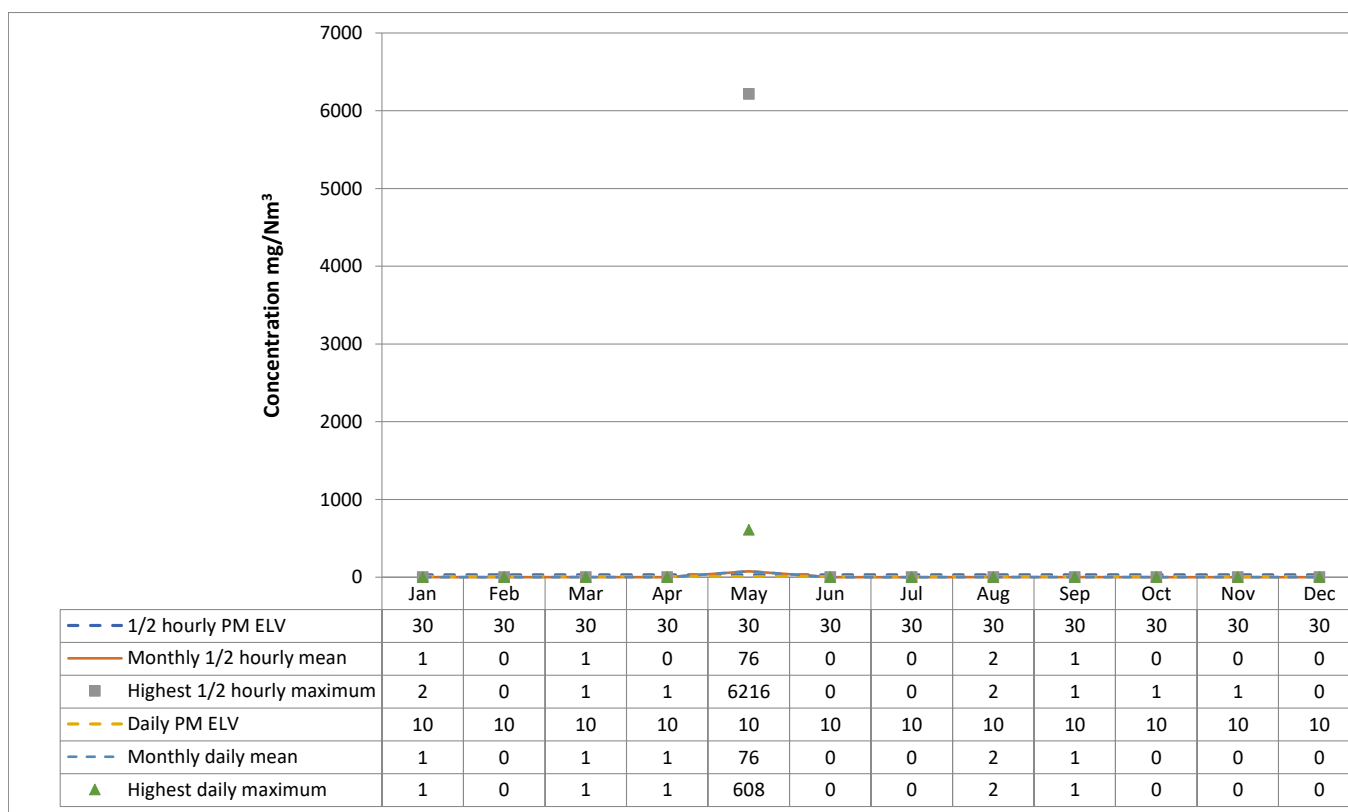 7000
6000
5000
4000
3000
2000
1000
0
Concentration mg/Nm³
Jan Feb Mar Apr May Jun Jul Aug Sep Oct Nov Dec
1/2 hourly PM ELV 30 30 30 30 30 30 30 30 30 30 30 30
Monthly 1/2 hourly mean 1 0 1 0 76 0 0 2 1 0 0 0
Highest 1/2 hourly maximum 2 0 1 1 6216 0 0 2 1 1 1 0
Daily PM ELV 10 10 10 10 10 10 10 10 10 10 10 10
Monthly daily mean 1 0 1 1 76 0 0 2 1 0 0 0
Highest daily maximum 1 0 1 1 608 0 0 2 1 0 0 0